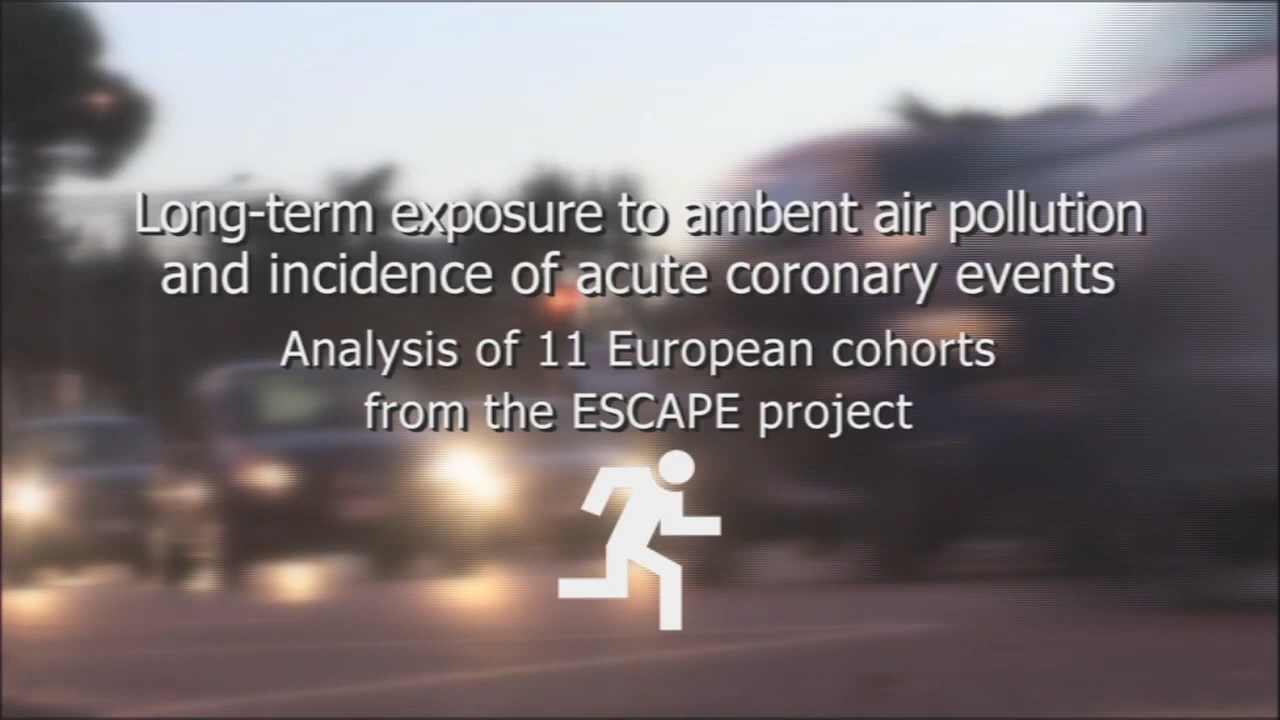 Long-term exposure to ambent air pollution
and incidence of acute coronary events
Analysis of 11 European cohorts
from the ESCAPE project